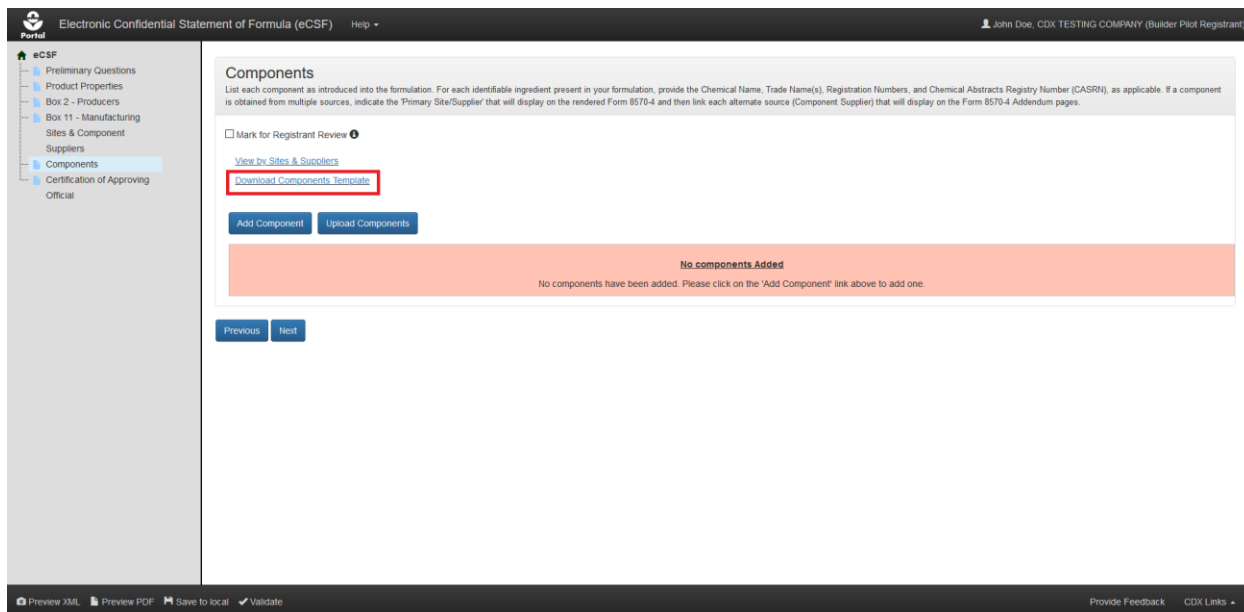 Portal
Electronic Confidential Statement of Formula (eCSF) Help
John Doe, CDX TESTING COMPANY (Builder Pilot Registrant)
eCSF
Preliminary Questions
Product Properties
Box 2 - Producers
Box 11 - Manufacturing
Sites & Component
Suppliers
Components
Certification of Approving
Official
Components
List each component as introduced into the formulation. For each identifiable ingredient present in your formulation, provide the Chemical Name, Trade Name(s), Registration Numbers, and Chemical Abstracts Registry Number (CASRN), as applicable. If a component
is obtained from multiple sources, indicate the 'Primary Site/Supplier' that will display on the rendered Form 8570-4 and then link each alternate source (Component Supplier) that will display on the Form 8570-4 Addendum pages.
Mark for Registrant Review
View by Sites & Suppliers
Download Components Template
Add Component Upload Components
No components Added
No components have been added. Please click on the 'Add Component' link above to add one.
Previous Next
Preview XML Preview PDF Save to local Validate Provide Feedback CDX Links